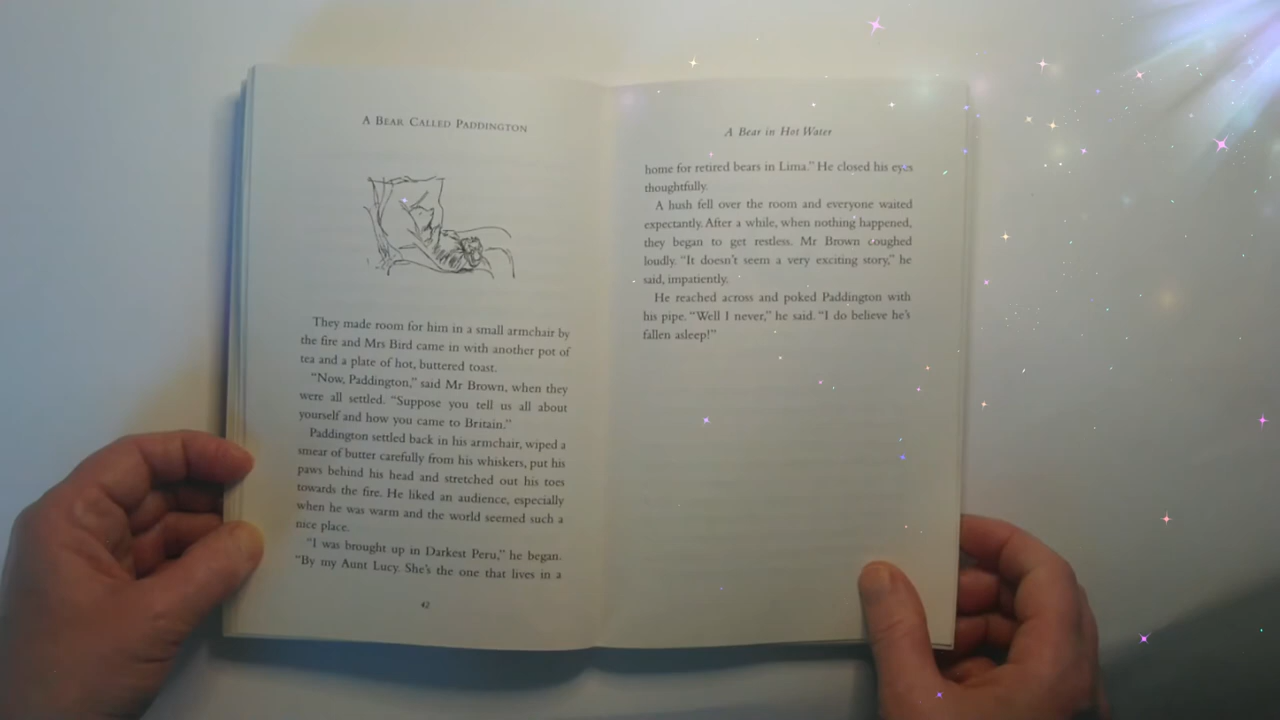 A BEAR CALLED PADDINGTON
They made room for him in a small armchair by
the fire and Mrs Bird came in with another pot of
tea and a plate of hot, buttered toast.
“Now, Paddington,” said Mr Brown, when they
were all settled. “Suppose you tell us all about
yourself and how you came to Britain.”
Paddington settled back in his armchair, wiped a
smear of butter carefully from his whiskers, put his
paws behind his head and stretched out his toes
towards the fire. He liked an audience, especially
when he was warm and the world seemed such a
nice place.
“I was brought up in Darkest Peru,” he began.
“By my Aunt Lucy. She’s the one that lives in a
42
A Bear in Hot Water
home for retired bears in Lima.” He closed his eyes
thoughtfully.
A hush fell over the room and everyone waited
expectantly. After a while, when nothing happened,
they began to get restless. Mr Brown coughed
loudly. “It doesn’t seem a very exciting story,” he
said, impatiently.
He reached across and poked Paddington with
his pipe. “Well I never,” he said. “I do believe he’s
fallen asleep!”